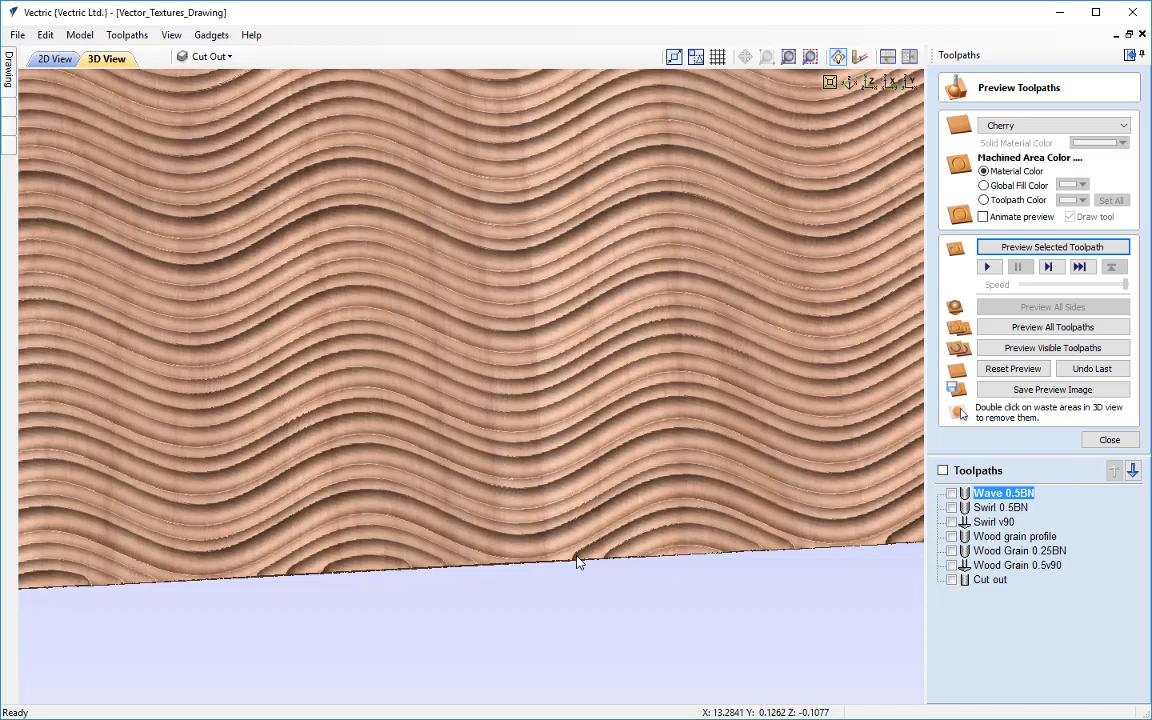 Vectric {Vectric Ltd.} - [Vector_Textures_Drawing]
File Edit Model Toolpaths View Gadgets Help
2D View 3D View Cut Out
Drawing
Z X Y
Toolpaths
Preview Toolpaths
Cherry
Solid Material Color
Machined Area Color ....
Material Color
Global Fill Color
Toolpath Color Set All
Animate preview Draw tool
Preview Selected Toolpath
Speed
Preview All Sides
Preview All Toolpaths
Preview Visible Toolpaths
Reset Preview Undo Last
Save Preview Image
Double click on waste areas in 3D view
to remove them.
Close
Toolpaths
Wave 0.5BN
Swirl 0.5BN
Swirl v90
Wood grain profile
Wood Grain 0.25BN
Wood Grain 0.5v90
Cut out
Ready
X: 13.2841 Y: 0.1262 Z: -0.1077